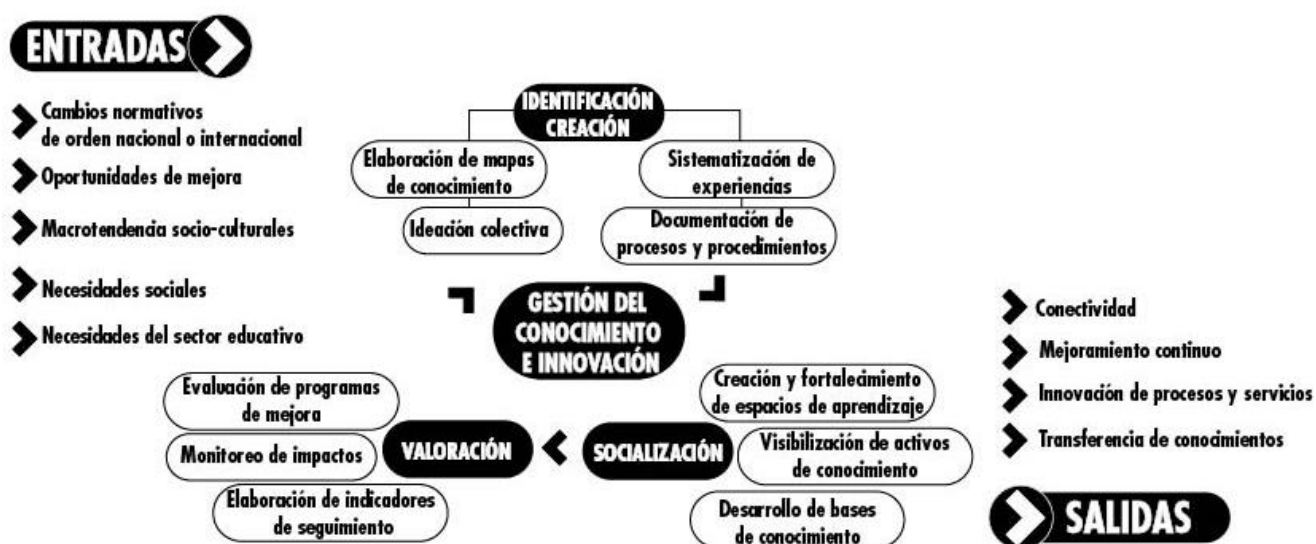 ENTRADAS
Cambios normativos
de orden nacional o internacional
Oportunidades de mejora
Macrotendencia socio-culturales
Necesidades sociales
Necesidades del sector educativo
IDENTIFICACIÓN
CREACIÓN
Elaboración de mapas
de conocimiento
Ideación colectiva
Sistematización de
experiencias
Documentación de
procesos y procedimientos
GESTIÓN DEL
CONOCIMIENTO
E INNOVACIÓN
Creación y fortalecimiento
de espacios de aprendizaje
Visibilización de activos
de conocimiento
Desarrollo de bases
de conocimiento
SOCIALIZACIÓN
VALORACIÓN
Evaluación de programas
de mejora
Monitoreo de impactos
Elaboración de indicadores
de seguimiento
Conectividad
Mejoramiento continuo
Innovación de procesos y servicios
Transferencia de conocimientos
SALIDAS